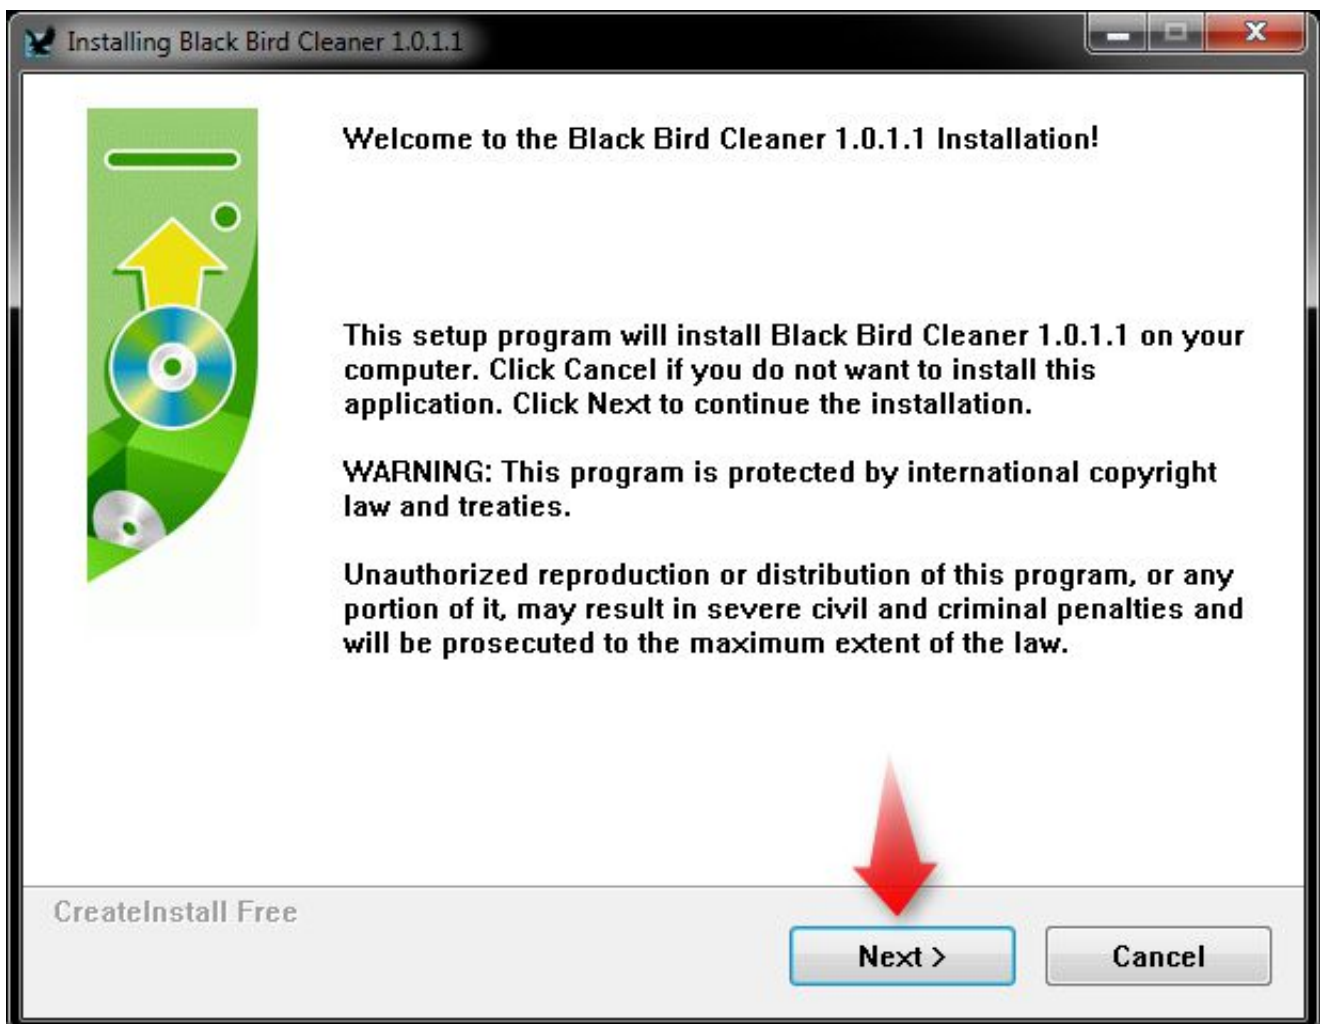 Installing Black Bird Cleaner 1.0.1.1
Welcome to the Black Bird Cleaner 1.0.1.1 Installation!
This setup program will install Black Bird Cleaner 1.0.1.1 on your
computer. Click Cancel if you do not want to install this
application. Click Next to continue the installation.
WARNING: This program is protected by international copyright
law and treaties.
Unauthorized reproduction or distribution of this program, or any
portion of it, may result in severe civil and criminal penalties and
will be prosecuted to the maximum extent of the law.
CreateInstall Free
Next >
Cancel